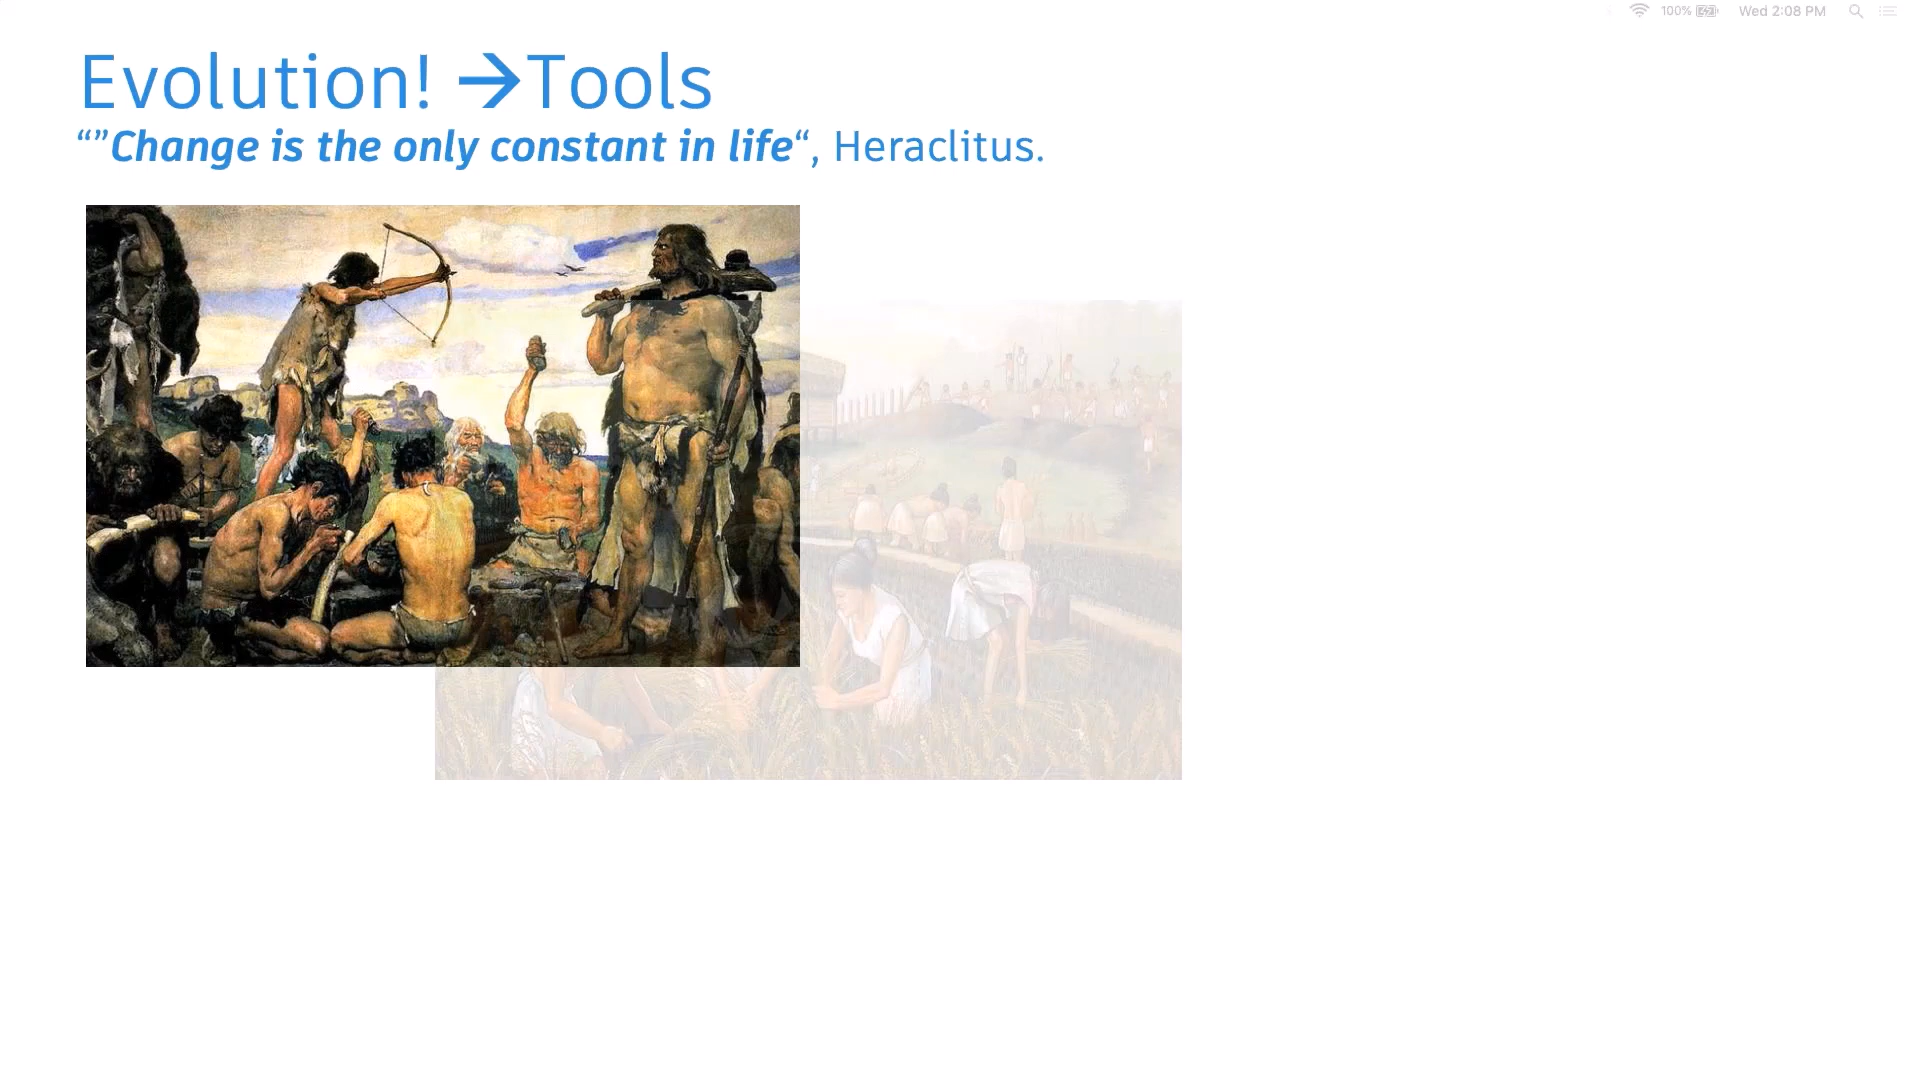 100% Wed 2:08 PM
Evolution! →Tools
“”Change is the only constant in life“, Heraclitus.